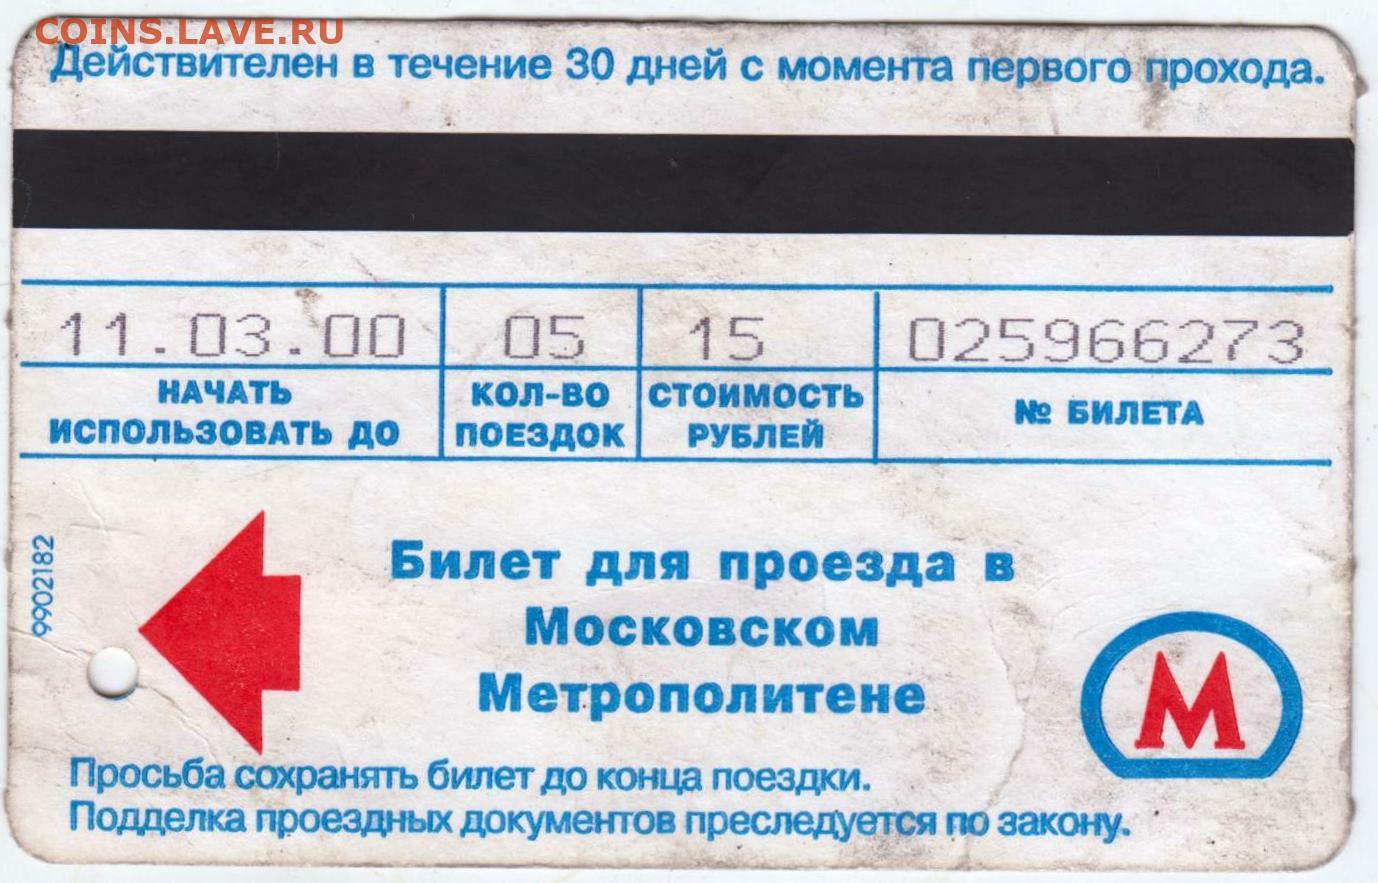 COINS.LAVE.RU
Действителен в течение 30 дней с момента первого прохода.
11.03.00 05 15 025966273
НАЧАТЬ ИСПОЛЬЗОВАТЬ ДО
КОЛ-ВО ПОЕЗДОК
СТОИМОСТЬ РУБЛЕЙ
№ БИЛЕТА
9902182
Билет для проезда в
Московском
Метрополитене
М
Просьба сохранять билет до конца поездки.
Подделка проездных документов преследуется по закону.